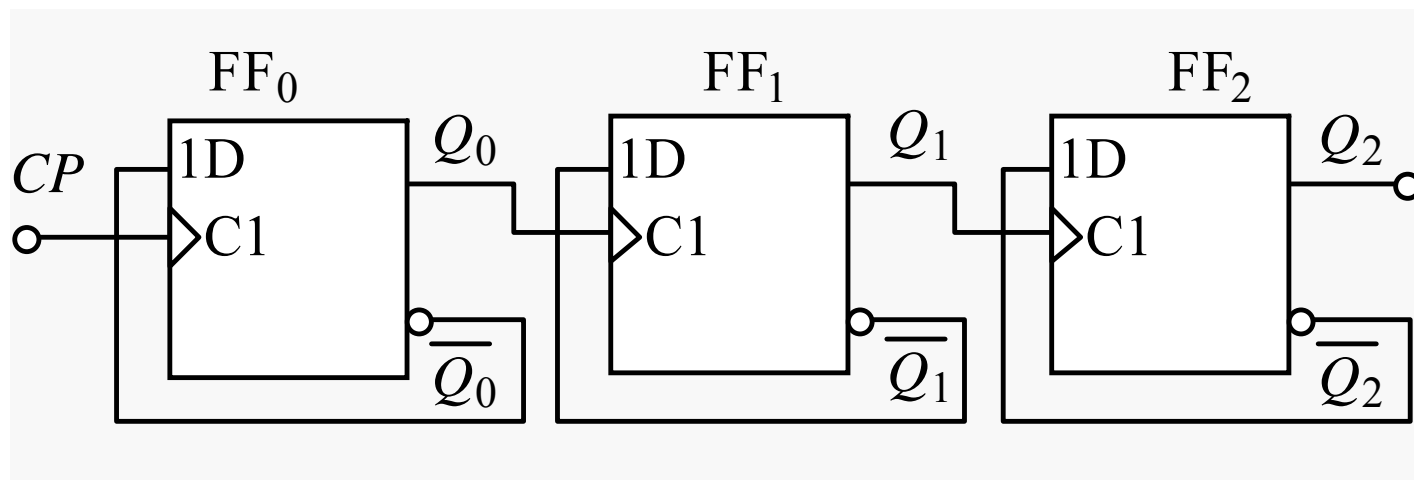 FF₀ FF₁ FF₂
CP 1D Q₀ 1D Q₁ 1D Q₂
C1 C1 C1
Q̅₀ Q̅₁ Q̅₂